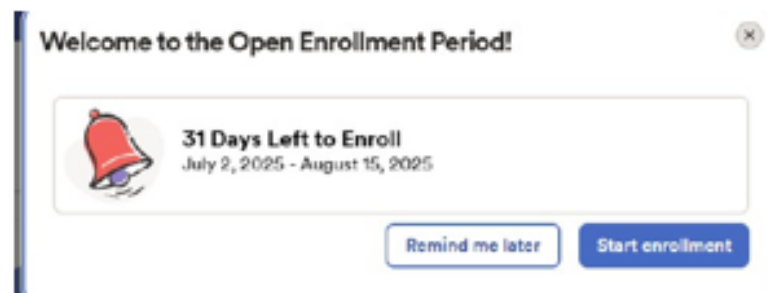 Welcome to the Open Enrollment Period!
31 Days Left to Enroll
July 2, 2025 - August 15, 2025
Remind me later
Start enrollment